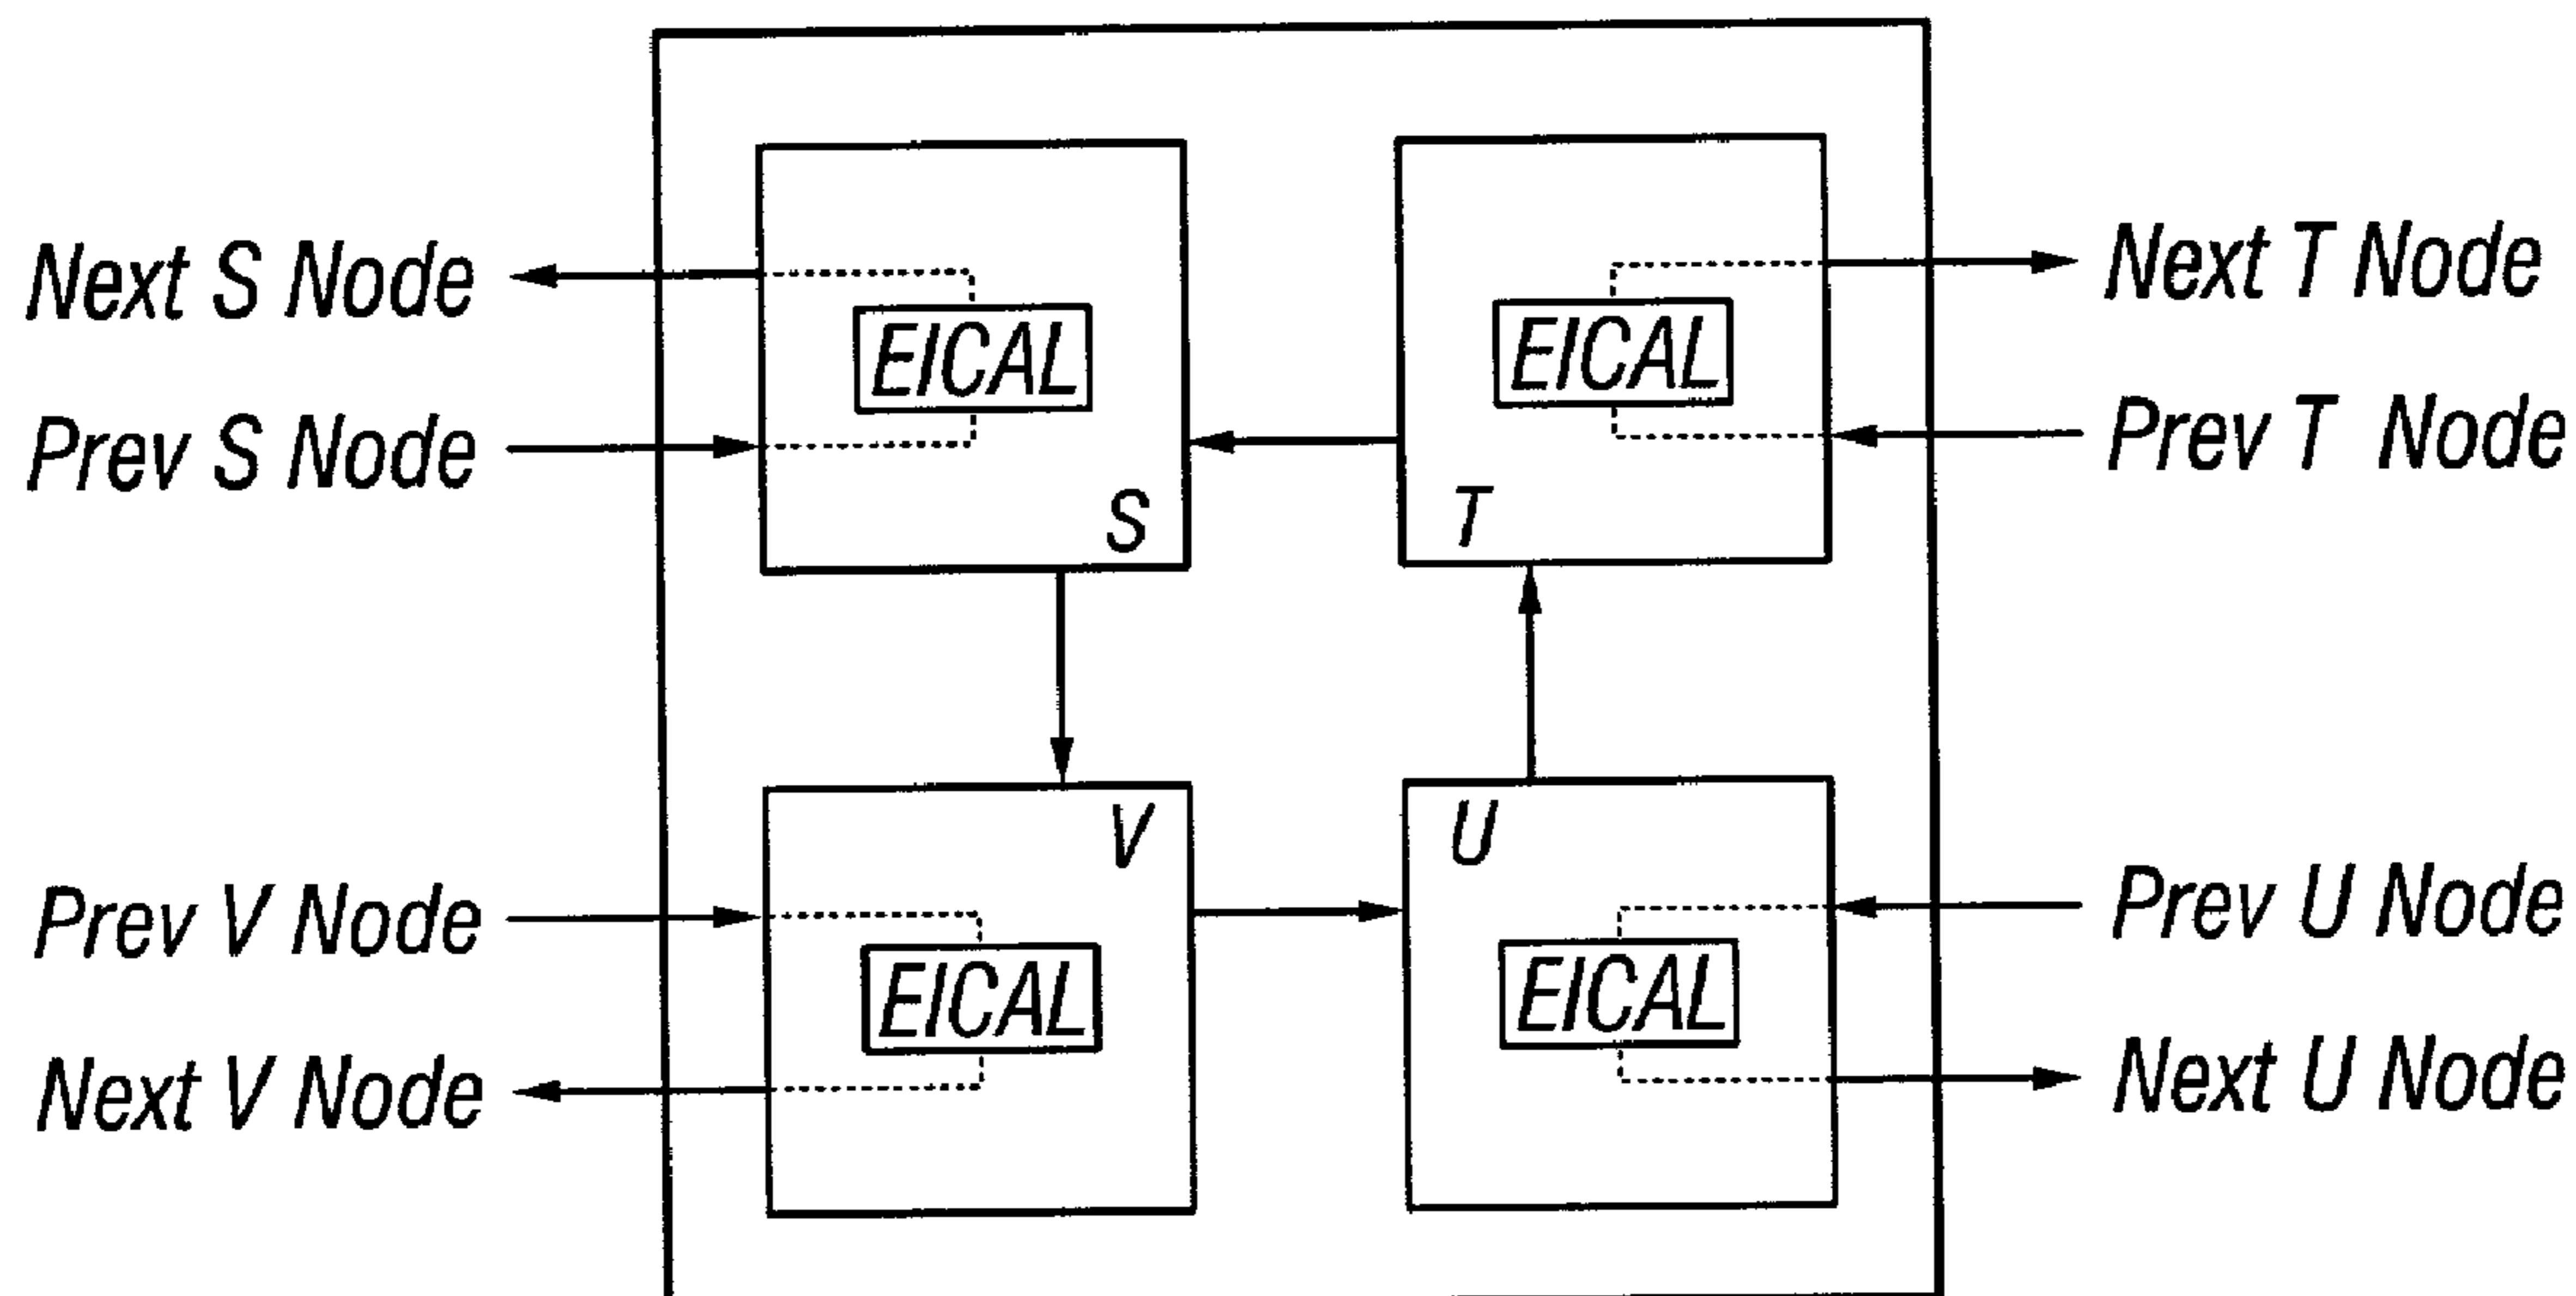 Next S Node
EICAL
Prev S Node
S
Next T Node
EICAL
Prev T Node
T
V
Prev V Node
EICAL
Next V Node
U
Prev U Node
EICAL
Next U Node